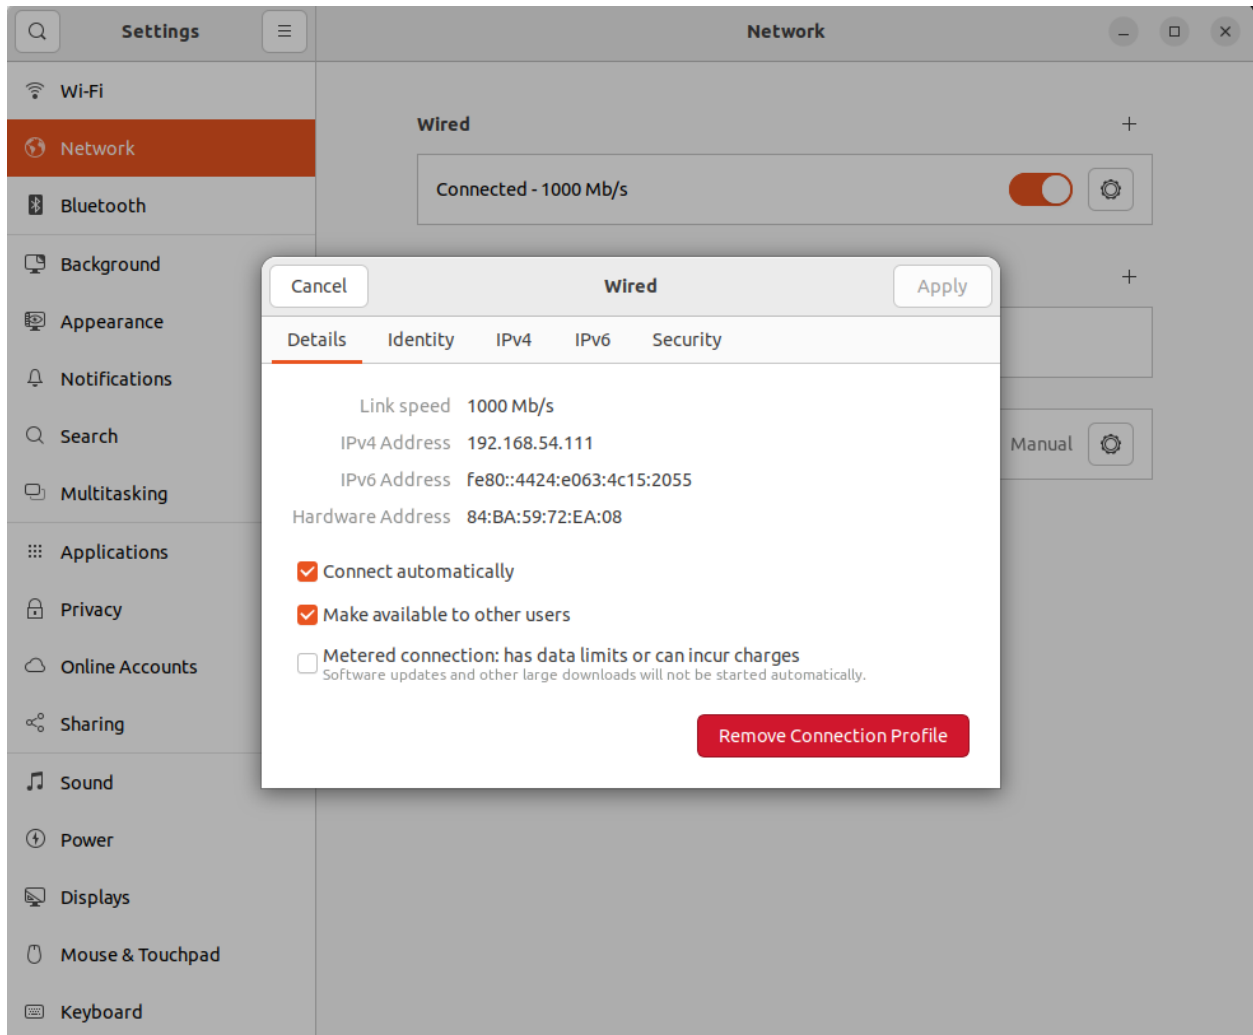 Settings
Network
Wi-Fi
Network
Bluetooth
Background
Appearance
Notifications
Search
Multitasking
Applications
Privacy
Online Accounts
Sharing
Sound
Power
Displays
Mouse & Touchpad
Keyboard
Wired
Connected - 1000 Mb/s
Manual
Cancel
Wired
Apply
Details Identity IPv4 IPv6 Security
Link speed 1000 Mb/s
IPv4 Address 192.168.54.111
IPv6 Address fe80::4424:e063:4c15:2055
Hardware Address 84:BA:59:72:EA:08
Connect automatically
Make available to other users
Metered connection: has data limits or can incur charges
Software updates and other large downloads will not be started automatically.
Remove Connection Profile